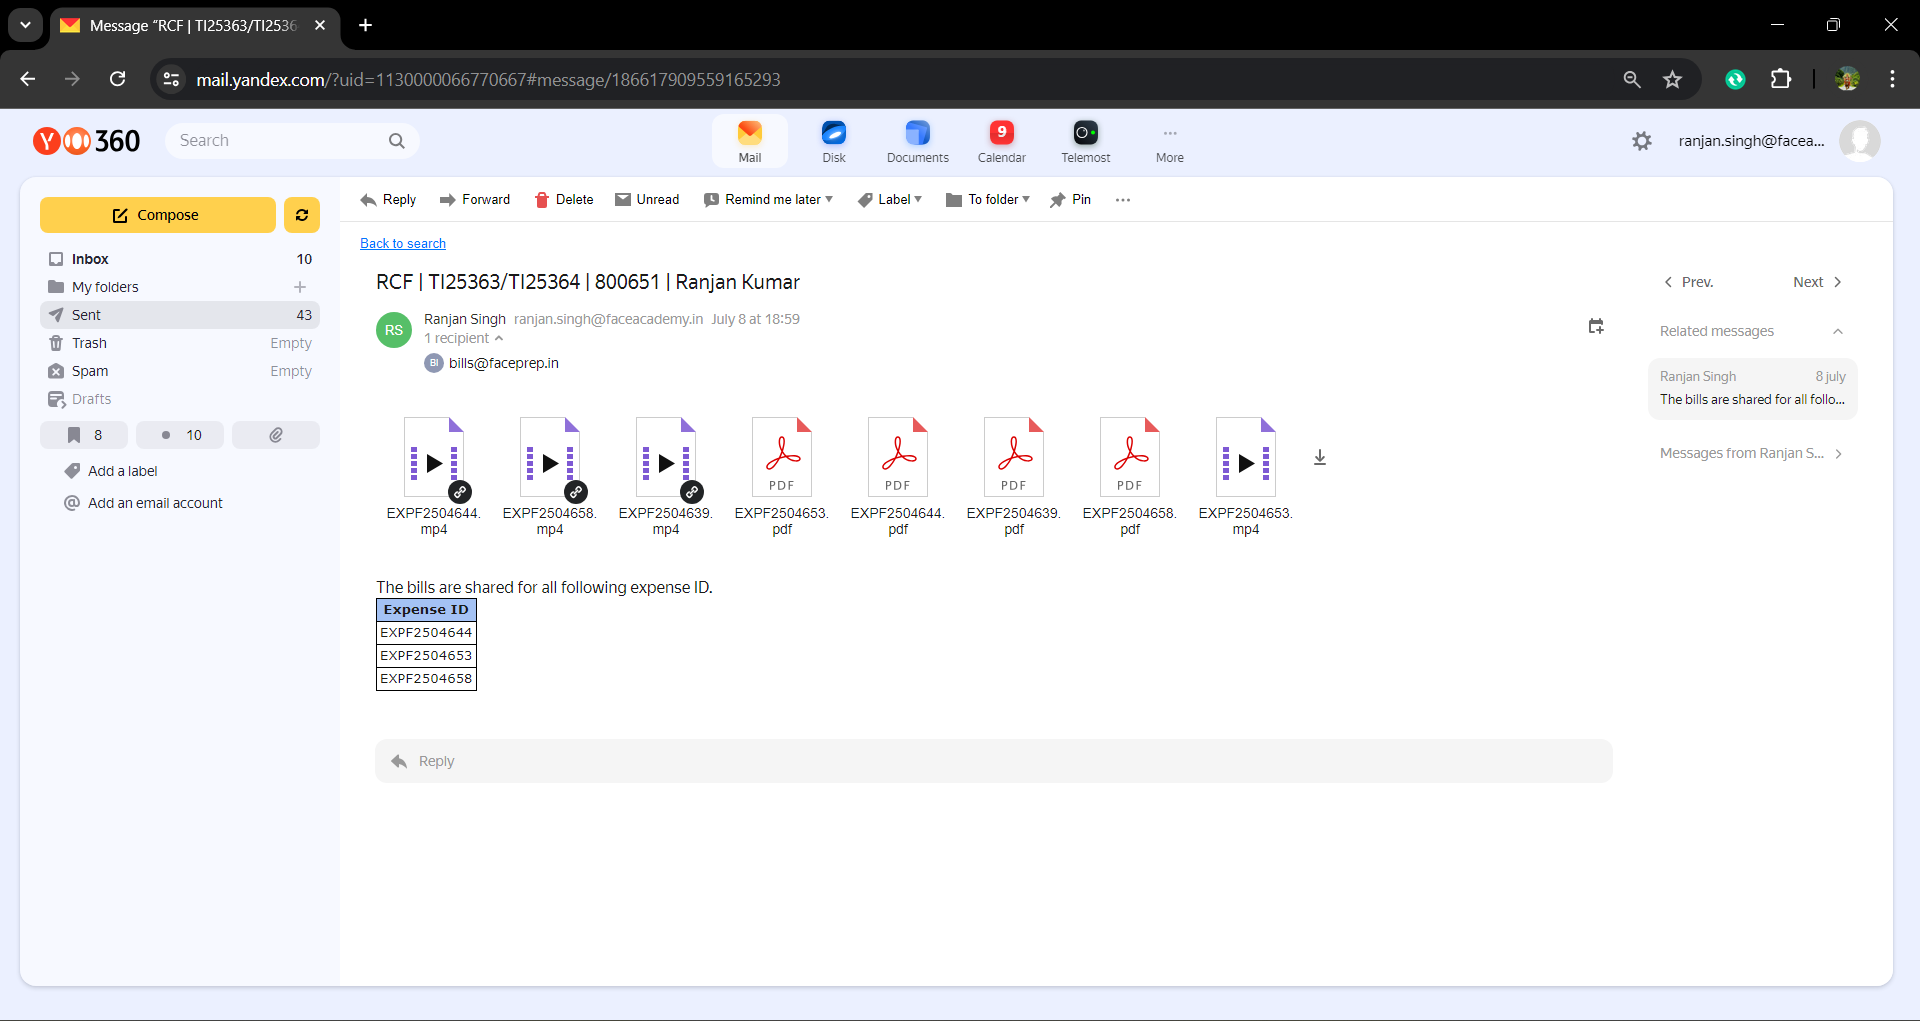 Message “RCF | TI25363/TI2536
mail.yandex.com/?uid=1130000066770667#message/186617909559165293
Y 360
Search
Mail
Disk
Documents
9
Calendar
Telemost
More
ranjan.singh@facea...
Compose
Inbox 10
My folders
Sent 43
Trash Empty
Spam Empty
Drafts
8
10
Add a label
@ Add an email account
Reply
Forward
Delete
Unread
Remind me later
Label
To folder
Pin
Back to search
RCF | TI25363/TI25364 | 800651 | Ranjan Kumar
RS
Ranjan Singh ranjan.singh@faceacademy.in July 8 at 18:59
1 recipient
BI bills@faceprep.in
EXPF2504644.
mp4
EXPF2504658.
mp4
EXPF2504639.
mp4
PDF
EXPF2504653.
pdf
PDF
EXPF2504644.
pdf
PDF
EXPF2504639.
pdf
PDF
EXPF2504658.
pdf
EXPF2504653.
mp4
The bills are shared for all following expense ID.
Expense ID
EXPF2504644
EXPF2504653
EXPF2504658
Reply
Prev.
Next
Related messages
Ranjan Singh 8 july
The bills are shared for all follo...
Messages from Ranjan S...